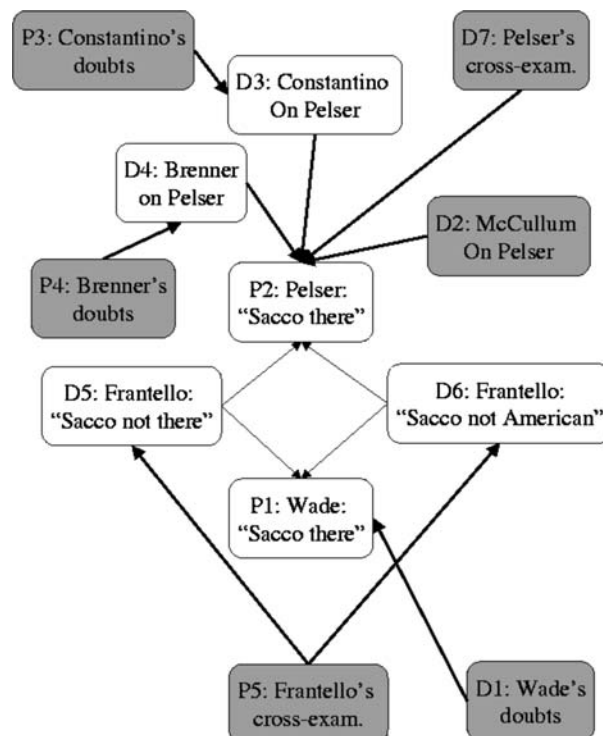 P3: Constantino's
doubts
D7: Pelser's
cross-exam.
D3: Constantino
On Pelser
D4: Brenner
on Pelser
D2: McCullum
On Pelser
P4: Brenner's
doubts
P2: Pelser:
“Sacco there”
D5: Frantello:
“Sacco not there”
D6: Frantello:
“Sacco not American”
P1: Wade:
“Sacco there”
P5: Frantello's
cross-exam.
D1: Wade's
doubts